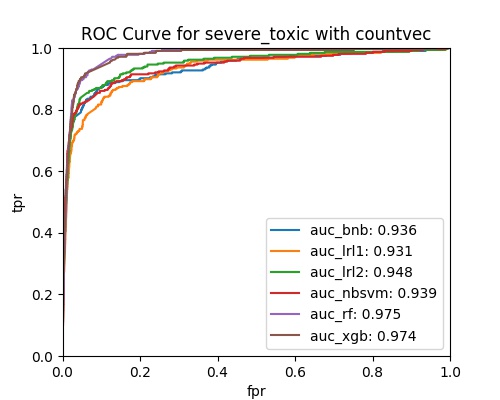 ROC Curve for severe_toxic with countvec
1.0
0.8
0.6
0.4
0.2
0.0
tpr
auc_bnb: 0.936
auc_lrl1: 0.931
auc_lrl2: 0.948
auc_nbsvm: 0.939
auc_rf: 0.975
auc_xgb: 0.974
0.0 0.2 0.4 0.6 0.8 1.0
fpr